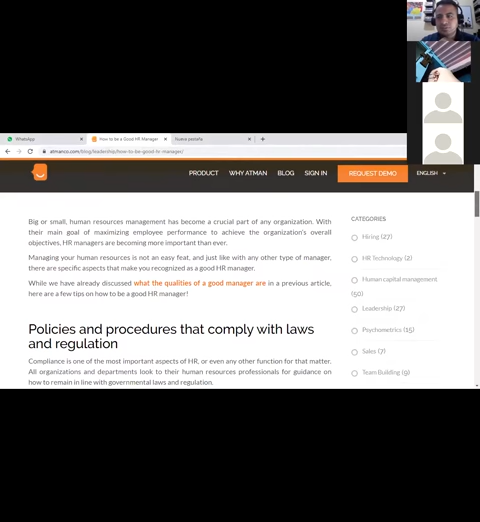 WhatsApp
How to be a Good HR Manager
Nueva pestaña
atmanco.com/blog/leadership/how-to-be-good-hr-manager/
PRODUCT WHY ATMAN BLOG SIGN IN REQUEST DEMO ENGLISH
Big or small, human resources management has become a crucial part of any organization. With
their main goal of maximizing employee performance to achieve the organization's overall
objectives, HR managers are becoming more important than ever.
Managing your human resources is not an easy feat, and just like with any other type of manager,
there are specific aspects that make you recognized as a good HR manager.
While we have already discussed what the qualities of a good manager are in a previous article,
here are a few tips on how to be a good HR manager!
Policies and procedures that comply with laws
and regulation
Compliance is one of the most important aspects of HR, or even any other function for that matter.
All organizations and departments look to their human resources professionals for guidance on
how to remain in line with governmental laws and regulation.
CATEGORIES
Hiring (27)
HR Technology (2)
Human capital management
(50)
Leadership (27)
Psychometrics (15)
Sales (7)
Team Building (9)